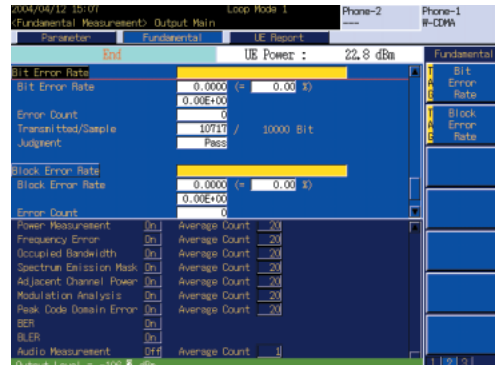 2004/04/12 15:07 Loop Mode 1 Phone-2 Phone-1
<Fundamental Measurement> Output Main ---- W-CDMA
Parameter Fundamental UE Report
End UE Power : 22.8 dBm Fundamental
Bit Error Rate
Bit Error Rate 0.0000 (= 0.00 %)
0.00E+00
Error Count 0
Transmitted/Sample 10717 / 10000 Bit
Judgment Pass
Block Error Rate
Block Error Rate 0.0000 (= 0.00 %)
0.00E+00
Error Count 0
Power Measurement On Average Count 20
Frequency Error On Average Count 20
Occupied Bandwidth On Average Count 20
Spectrum Emission Mask On Average Count 20
Adjacent Channel Power On Average Count 20
Modulation Analysis On Average Count 20
Peak Code Domain Error On Average Count 20
BER On
BLER On
Audio Measurement Off Average Count 1
Output Level = dBm
TAG Bit Error Rate
TAG Block Error Rate
1 2 3